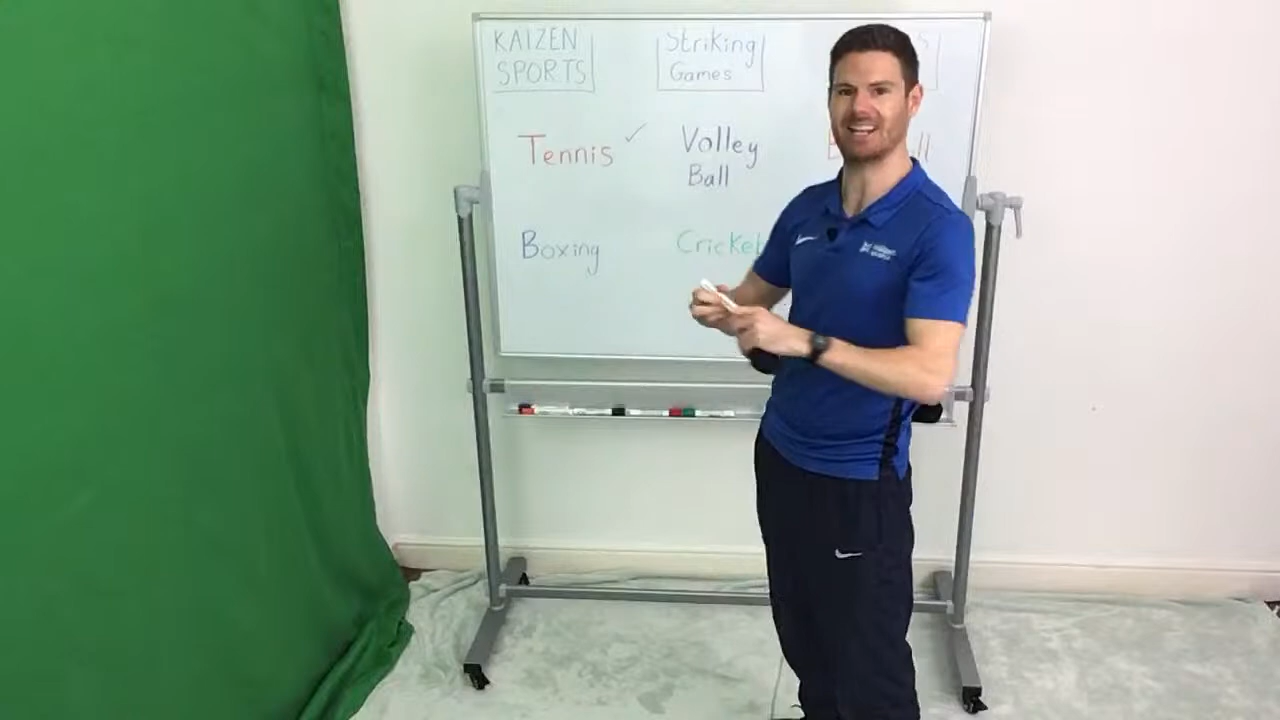 KAIZEN
SPORTS
Striking
Games
Tennis
Volley
Ball
Boxing
Cricket